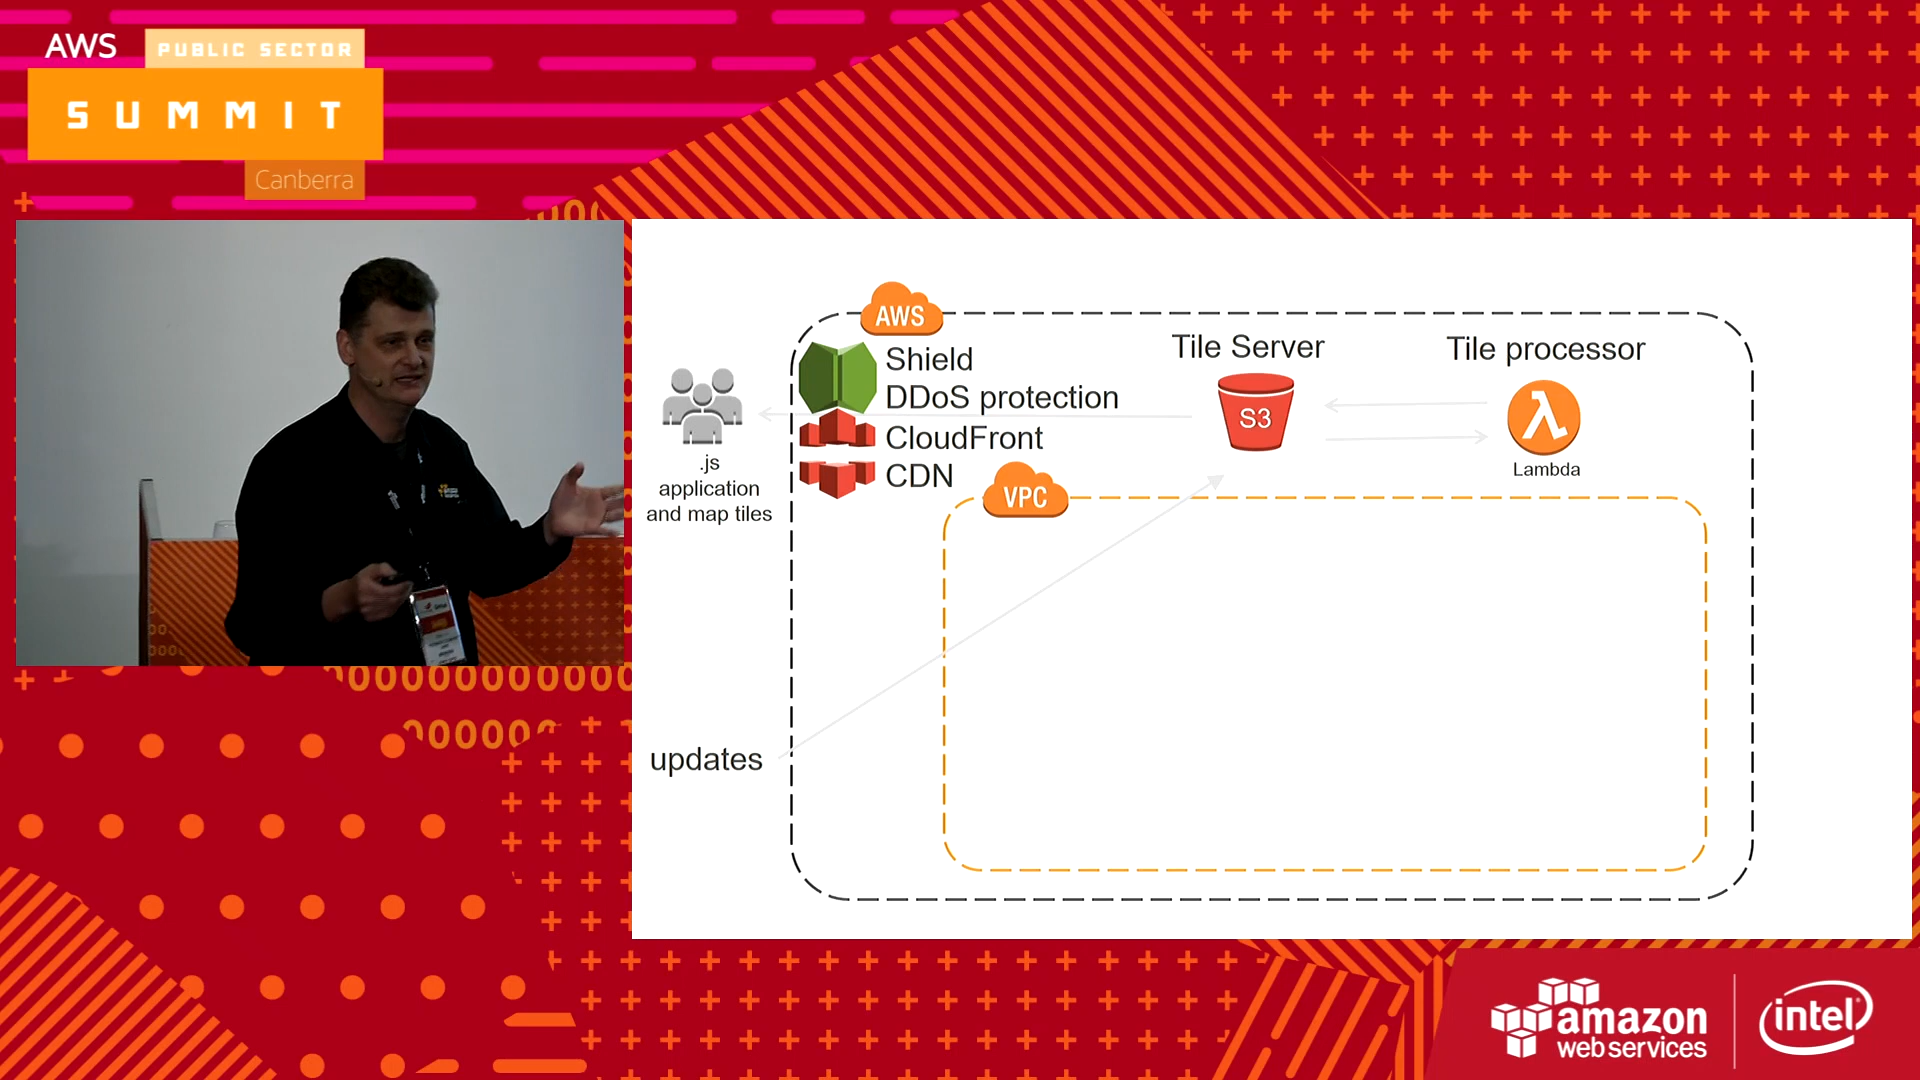 AWS
PUBLIC SECTOR
SUMMIT
Canberra
AWS
Shield
DDoS protection
CloudFront
CDN
Tile Server
S3
Tile processor
Lambda
.js
application
and map tiles
VPC
updates
amazon
web services
intel